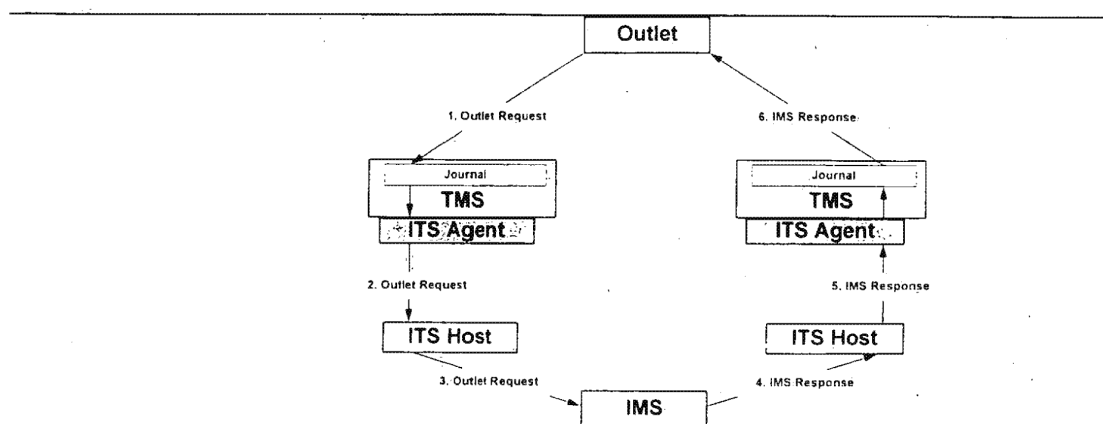 Outlet
1. Outlet Request
6. IMS Response
Journal
TMS
ITS Agent
Journal
TMS
ITS Agent
2. Outlet Request
5. IMS Response
ITS Host
ITS Host
3. Outlet Request
4. IMS Response
IMS